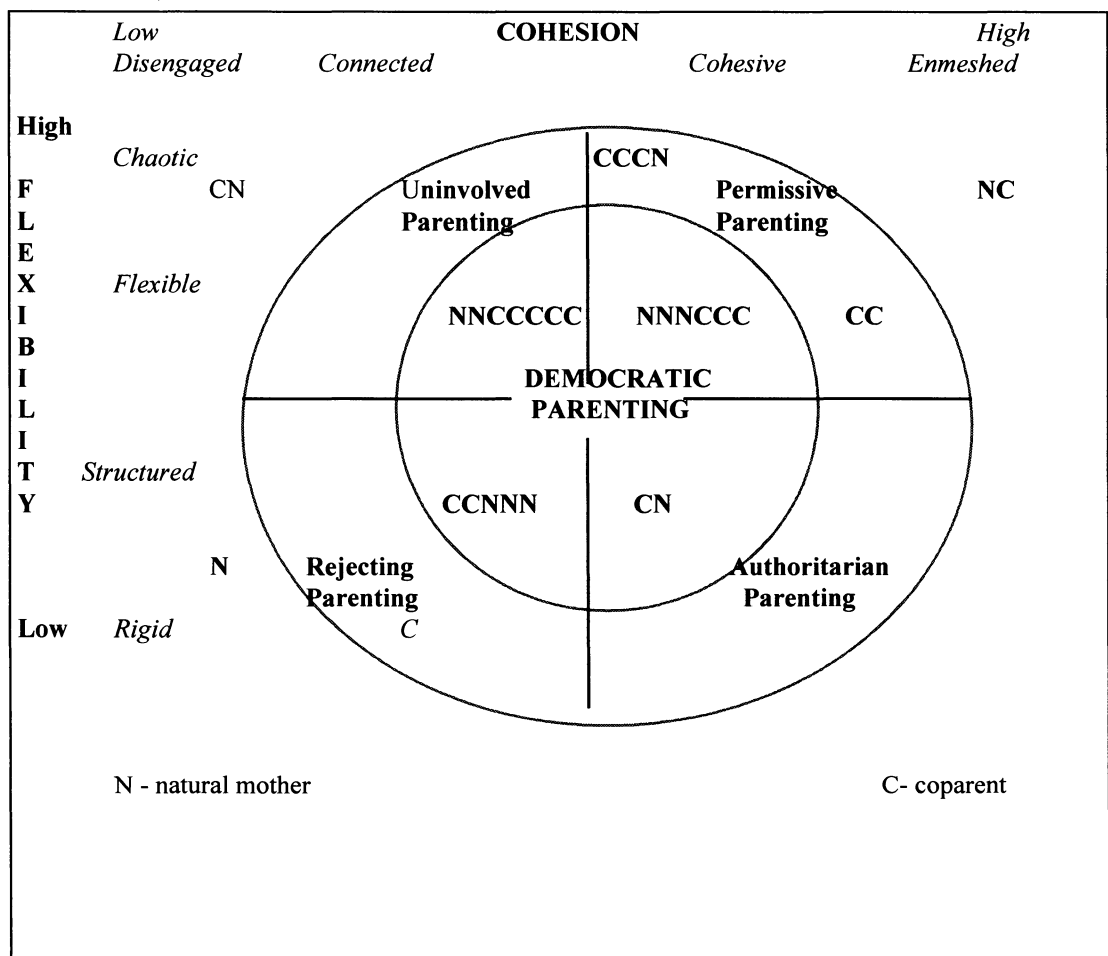 Low COHESION High
Disengaged Connected Cohesive Enmeshed
High
Chaotic CCCN
F CN Uninvolved Permissive NC
L Parenting Parenting
E
X Flexible
I NNCCCCC NNNCCC CC
B
I DEMOCRATIC
L PARENTING
I
T Structured
Y CCNNN CN
N Rejecting Authoritarian
Parenting Parenting
Low Rigid C
N - natural mother C- coparent